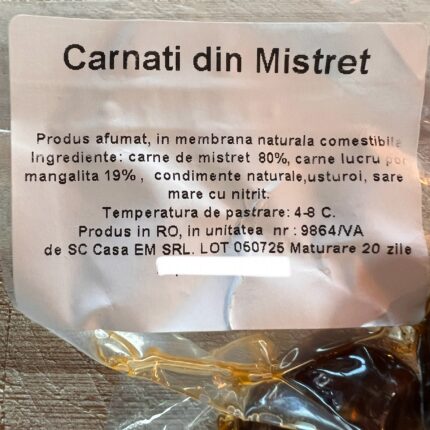 Carnati din Mistret
Produs afumat, in membrana naturala comestibila
Ingrediente: carne de mistret 80%, carne lucru por
mangalita 19% , condimente naturale,usturoi, sare
mare cu nitrit.
Temperatura de pastrare: 4-8 C.
Produs in RO, in unitatea nr : 9864/VA
de SC Casa EM SRL. LOT 050725 Maturare 20 zile